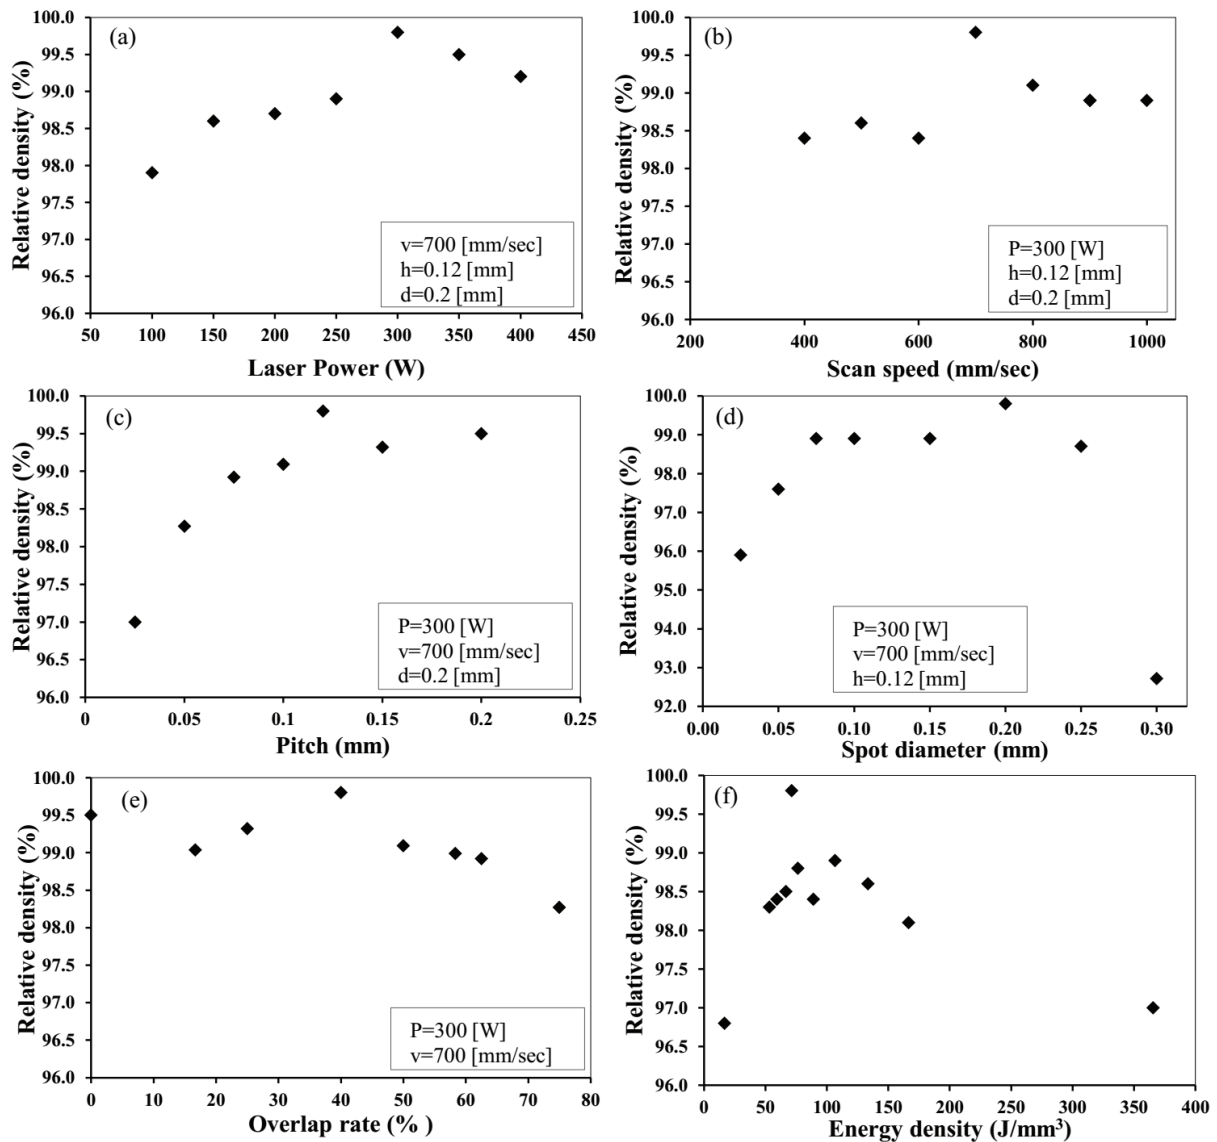 (a)
Relative density (%)
100.0
99.5
99.0
98.5
98.0
97.5
97.0
96.5
96.0
v=700 [mm/sec]
h=0.12 [mm]
d=0.2 [mm]
50 100 150 200 250 300 350 400 450
Laser Power (W)
(b)
Relative density (%)
100.0
99.5
99.0
98.5
98.0
97.5
97.0
96.5
96.0
P=300 [W]
h=0.12 [mm]
d=0.2 [mm]
200 400 600 800 1000
Scan speed (mm/sec)
(c)
Relative density (%)
100.0
99.5
99.0
98.5
98.0
97.5
97.0
96.5
96.0
P=300 [W]
v=700 [mm/sec]
d=0.2 [mm]
0 0.05 0.1 0.15 0.2 0.25
Pitch (mm)
(d)
Relative density (%)
100.0
99.0
98.0
97.0
96.0
95.0
94.0
93.0
92.0
P=300 [W]
v=700 [mm/sec]
h=0.12 [mm]
0.00 0.05 0.10 0.15 0.20 0.25 0.30
Spot diameter (mm)
(e)
Relative density (%)
100.0
99.5
99.0
98.5
98.0
97.5
97.0
96.5
96.0
P=300 [W]
v=700 [mm/sec]
0 10 20 30 40 50 60 70 80
Overlap rate (% )
(f)
Relative density (%)
100.0
99.5
99.0
98.5
98.0
97.5
97.0
96.5
96.0
0 50 100 150 200 250 300 350 400
Energy density (J/mm³)